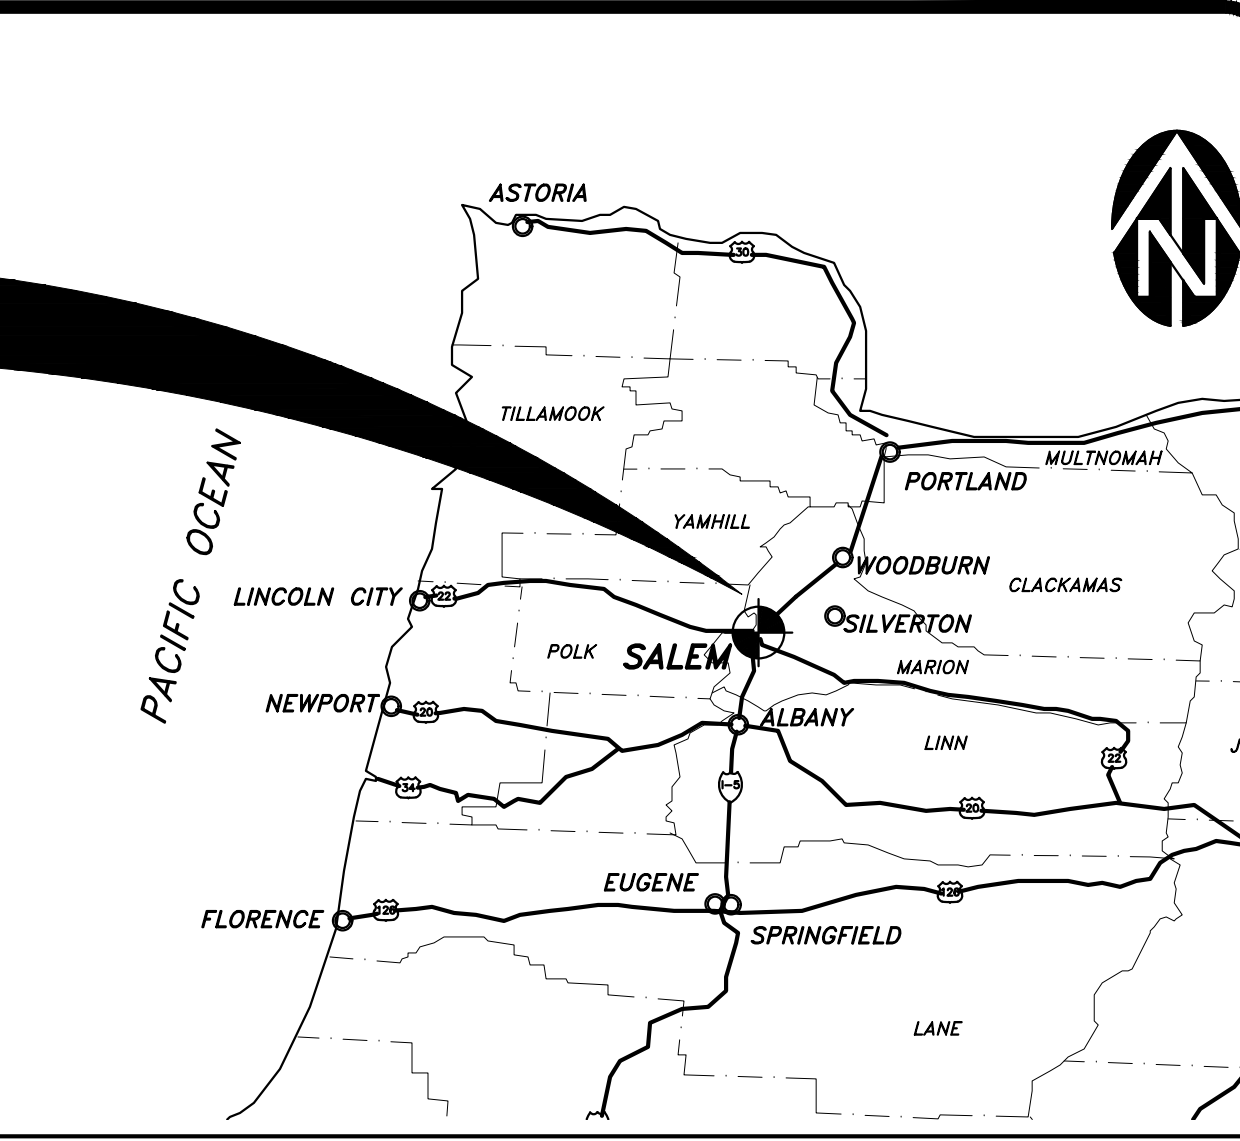 ASTORIA
N
30
TILLAMOOK
MULTNOMAH
PORTLAND
PACIFIC OCEAN
YAMHILL
WOODBURN
CLACKAMAS
LINCOLN CITY
22
SILVERTON
POLK
SALEM
MARION
NEWPORT
20
ALBANY
LINN
22
34
I-5
20
EUGENE
126
126
FLORENCE
SPRINGFIELD
LANE